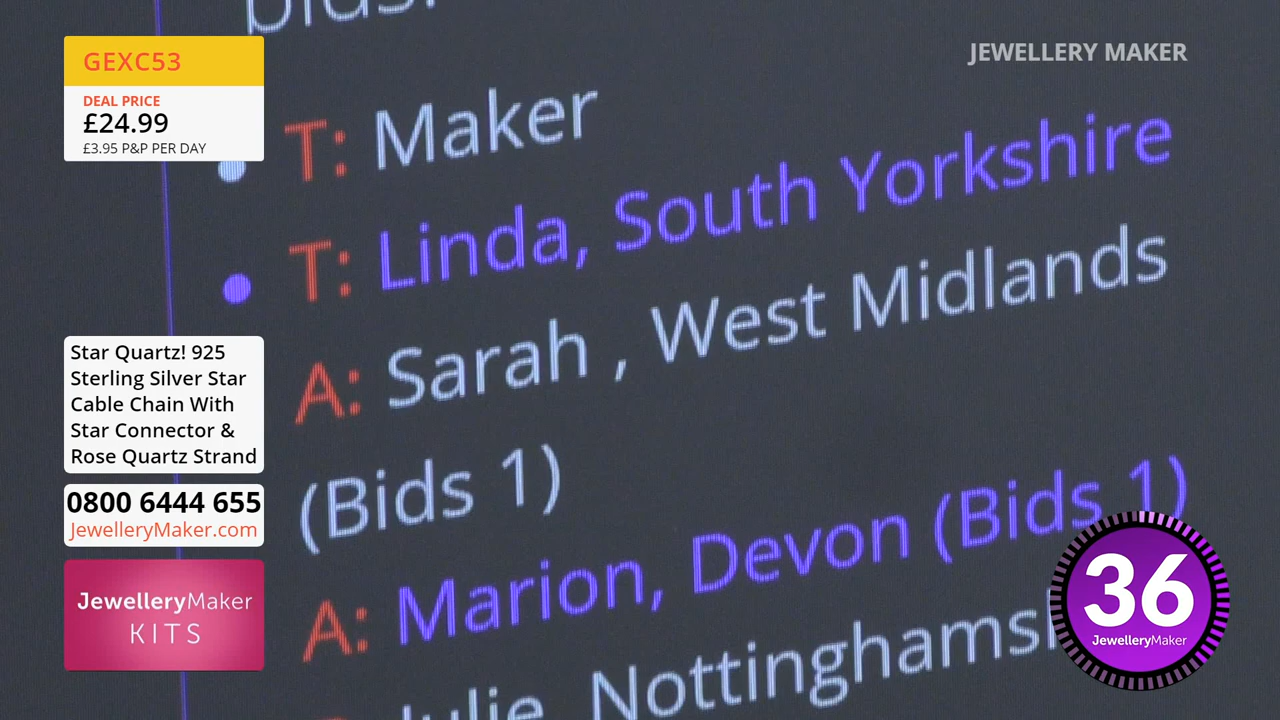 GEXC53
DEAL PRICE
£24.99
£3.95 P&P PER DAY
JEWELLERY MAKER
T: Maker
T: Linda, South Yorkshire
A: Sarah , West Midlands
(Bids 1)
A: Marion, Devon (Bids 1)
Star Quartz! 925
Sterling Silver Star
Cable Chain With
Star Connector &
Rose Quartz Strand
0800 6444 655
JewelleryMaker.com
JewelleryMaker
KITS
36
JewelleryMaker